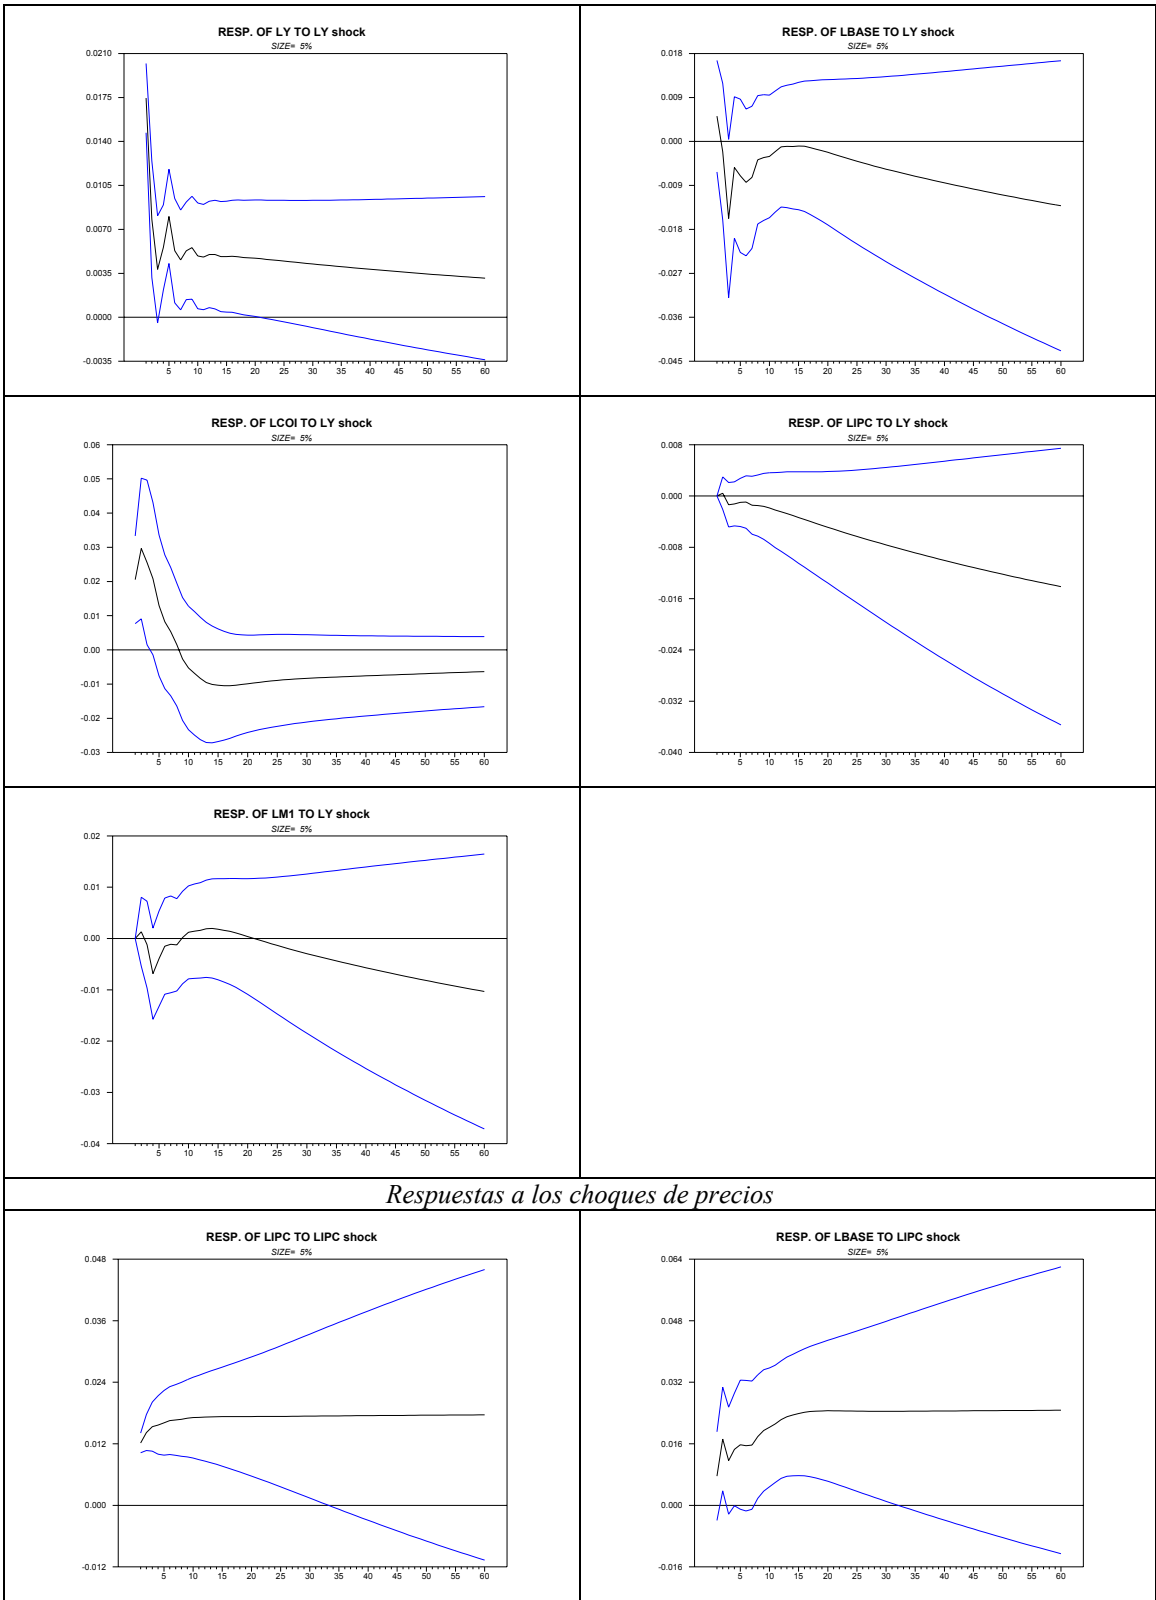 RESP. OF LY TO LY shock
SIZE= 5%
0.0210
0.0175
0.0140
0.0105
0.0070
0.0035
0.0000
-0.0035
5 10 15 20 25 30 35 40 45 50 55 60
RESP. OF LBASE TO LY shock
SIZE= 5%
0.018
0.009
0.000
-0.009
-0.018
-0.027
-0.036
-0.045
5 10 15 20 25 30 35 40 45 50 55 60
RESP. OF LCOI TO LY shock
SIZE= 5%
0.06
0.05
0.04
0.03
0.02
0.01
0.00
-0.01
-0.02
-0.03
5 10 15 20 25 30 35 40 45 50 55 60
RESP. OF LIPC TO LY shock
SIZE= 5%
0.008
0.000
-0.008
-0.016
-0.024
-0.032
-0.040
5 10 15 20 25 30 35 40 45 50 55 60
RESP. OF LM1 TO LY shock
SIZE= 5%
0.02
0.01
0.00
-0.01
-0.02
-0.03
-0.04
5 10 15 20 25 30 35 40 45 50 55 60
Respuestas a los choques de precios
RESP. OF LIPC TO LIPC shock
SIZE= 5%
0.048
0.036
0.024
0.012
0.000
-0.012
5 10 15 20 25 30 35 40 45 50 55 60
RESP. OF LBASE TO LIPC shock
SIZE= 5%
0.064
0.048
0.032
0.016
0.000
-0.016
5 10 15 20 25 30 35 40 45 50 55 60